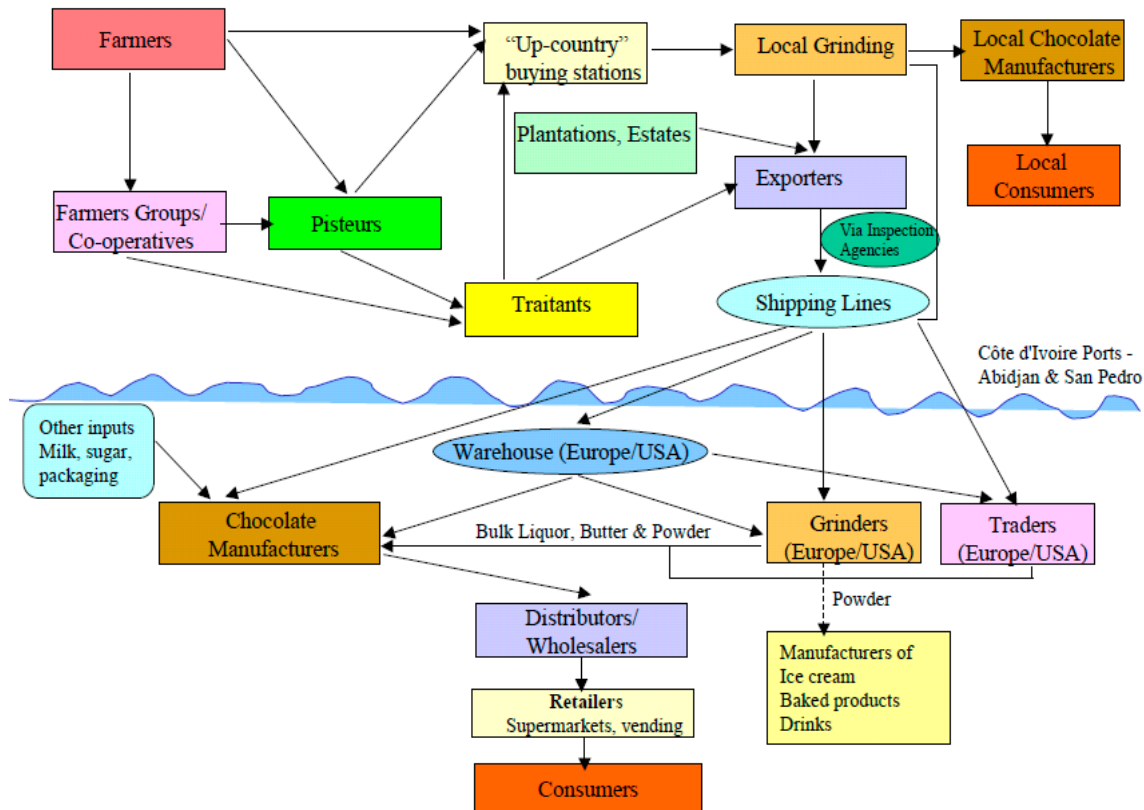 Farmers
“Up-country”
buying stations
Local Grinding
Local Chocolate
Manufacturers
Plantations, Estates
Exporters
Local
Consumers
Farmers Groups/
Co-operatives
Pisteurs
Via Inspection
Agencies
Traitants
Shipping Lines
Côte d'Ivoire Ports -
Abidjan & San Pedro
Other inputs
Milk, sugar,
packaging
Warehouse (Europe/USA)
Chocolate
Manufacturers
Bulk Liquor, Butter & Powder
Grinders
(Europe/USA)
Traders
(Europe/USA)
Powder
Distributors/
Wholesalers
Manufacturers of
Ice cream
Baked products
Drinks
Retailers
Supermarkets, vending
Consumers